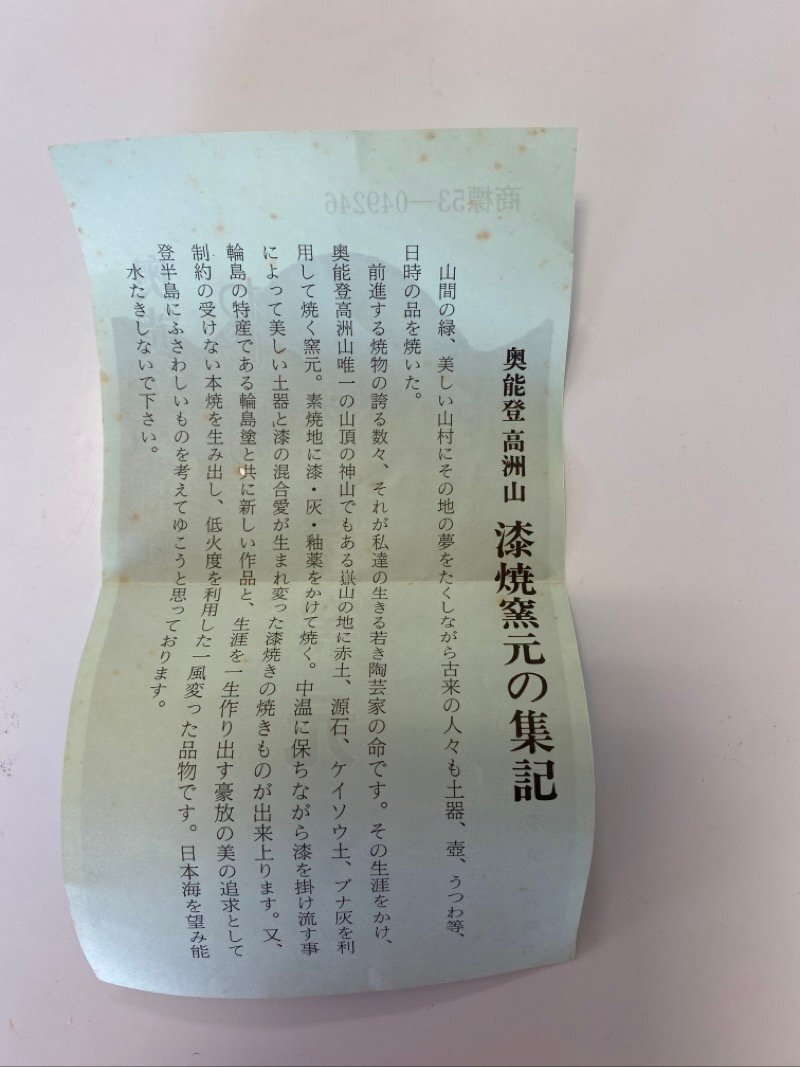 奥能登 高洲山 漆焼窯元の集記
山間の緑、美しい山村にその地の夢をたくしながら古来の人々も土器、壺、うつわ等、
日時の品を焼いた。
前進する焼物の誇る数々、それが私達の生きる若き陶芸家の命です。その生涯をかけ、
奥能登高洲山唯一の山頂の神山でもある嶽山の地に赤土、源石、ケイソウ土、ブナ灰を利
用して焼く窯元。素焼地に漆・灰・釉薬をかけて焼く。中温に保ちながら漆を掛け流す事
によって美しい土器と漆の混合愛が生まれ変った漆焼きの焼きものが出来上ります。又、
輪島の特産である輪島塗と共に新しい作品と、生涯を一生作り出す豪放の美の追求として
制約の受けない本焼を生み出し、低火度を利用した一風変った品物です。日本海を望み能
登半島にふさわしいものを考えてゆこうと思っております。
水たきしないで下さい。
商標53—049246